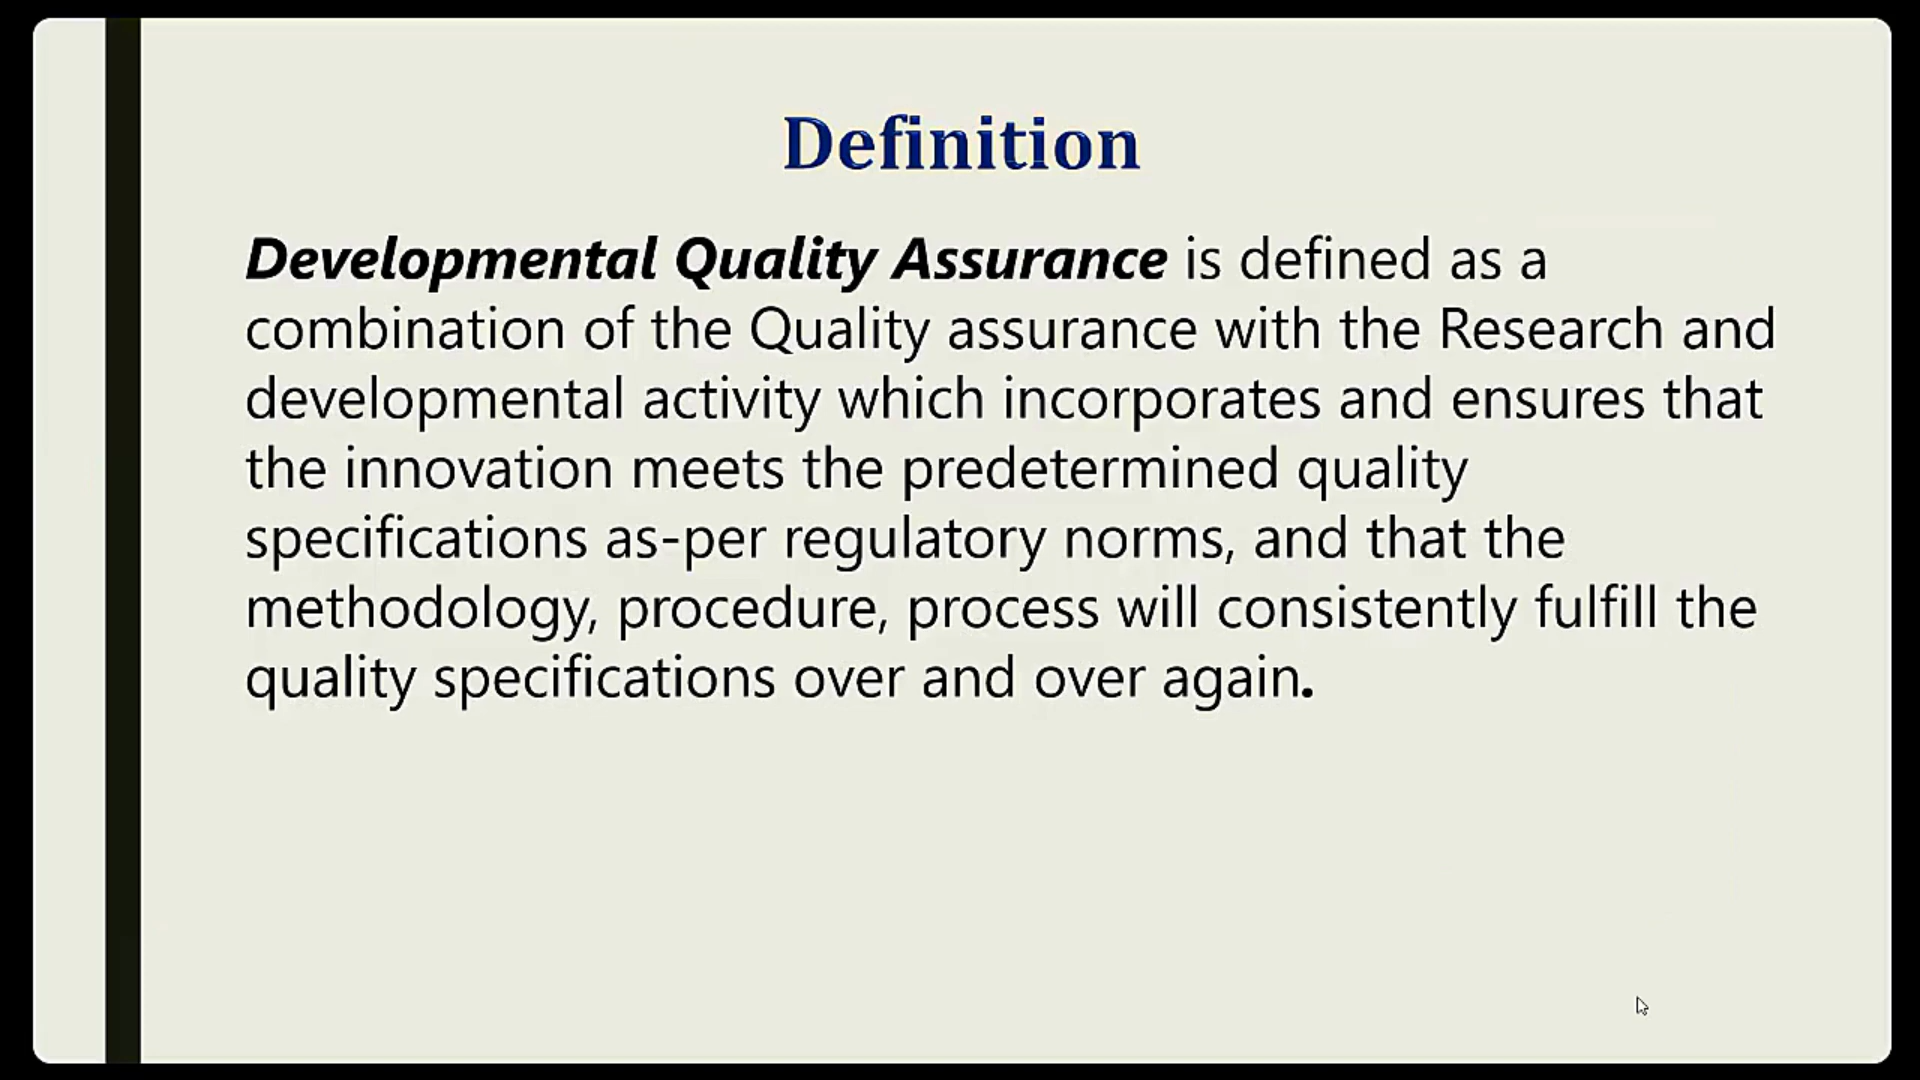 Definition
Developmental Quality Assurance is defined as a
combination of the Quality assurance with the Research and
developmental activity which incorporates and ensures that
the innovation meets the predetermined quality
specifications as-per regulatory norms, and that the
methodology, procedure, process will consistently fulfill the
quality specifications over and over again.